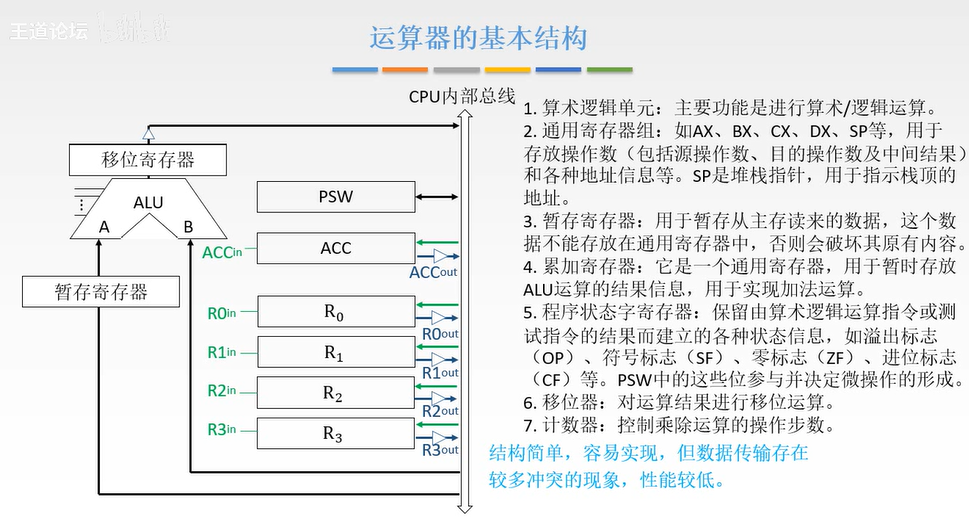 王道论坛
运算器的基本结构
CPU内部总线
移位寄存器
ALU
A
B
暂存寄存器
PSW
ACC
ACCin
ACCout
R0
R0in
R0out
R1
R1in
R1out
R2
R2in
R2out
R3
R3in
R3out
1. 算术逻辑单元：主要功能是进行算术/逻辑运算。
2. 通用寄存器组：如AX、BX、CX、DX、SP等，用于
存放操作数（包括源操作数、目的操作数及中间结果）
和各种地址信息等。SP是堆栈指针，用于指示栈顶的
地址。
3. 暂存寄存器：用于暂存从主存读来的数据，这个数
据不能存放在通用寄存器中，否则会破坏其原有内容。
4. 累加寄存器：它是一个通用寄存器，用于暂时存放
ALU运算的结果信息，用于实现加法运算。
5. 程序状态字寄存器：保留由算术逻辑运算指令或测
试指令的结果而建立的各种状态信息，如溢出标志
（OP）、符号标志（SF）、零标志（ZF）、进位标志
（CF）等。PSW中的这些位参与并决定微操作的形成。
6. 移位器：对运算结果进行移位运算。
7. 计数器：控制乘除运算的操作步数。
结构简单，容易实现，但数据传输存在
较多冲突的现象，性能较低。